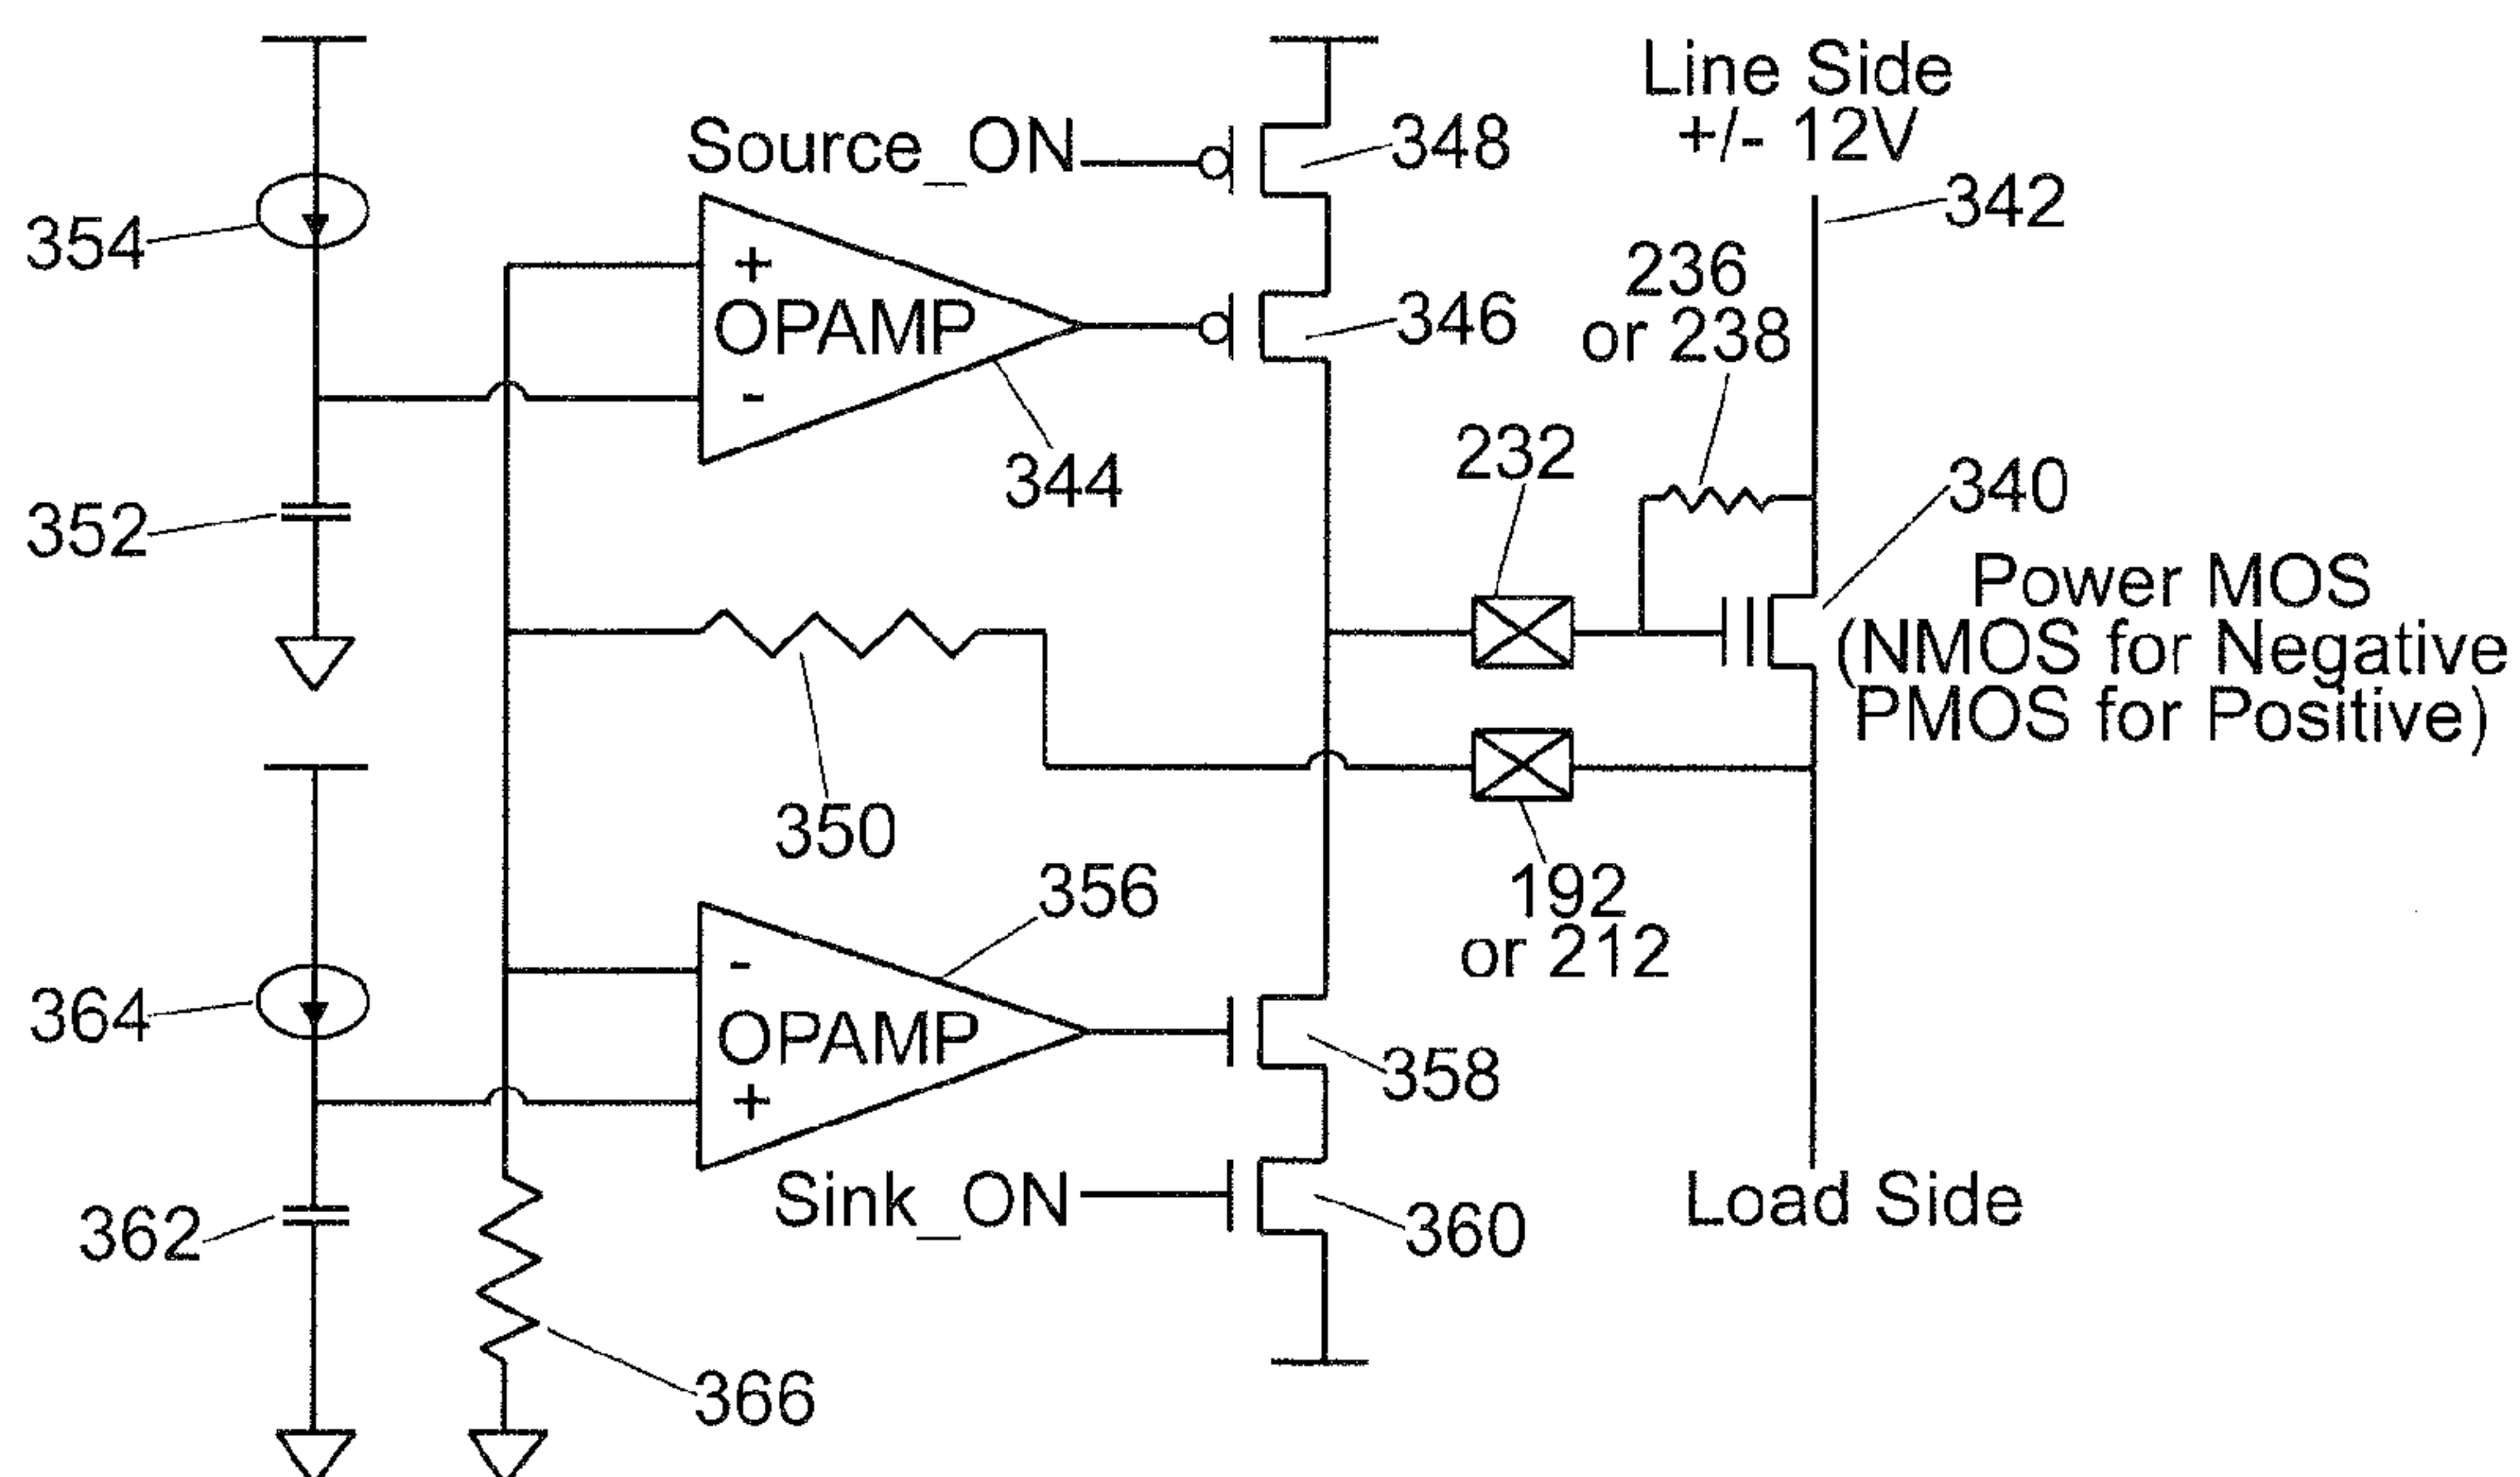 Line Side
+/- 12V
Source_ON
348
342
354
+
OPAMP
-
236
or 238
346
232
344
340
352
Power MOS
(NMOS for Negative
PMOS for Positive)
350
356
192
or 212
364
-
OPAMP
+
358
Sink_ON
Load Side
362
360
366